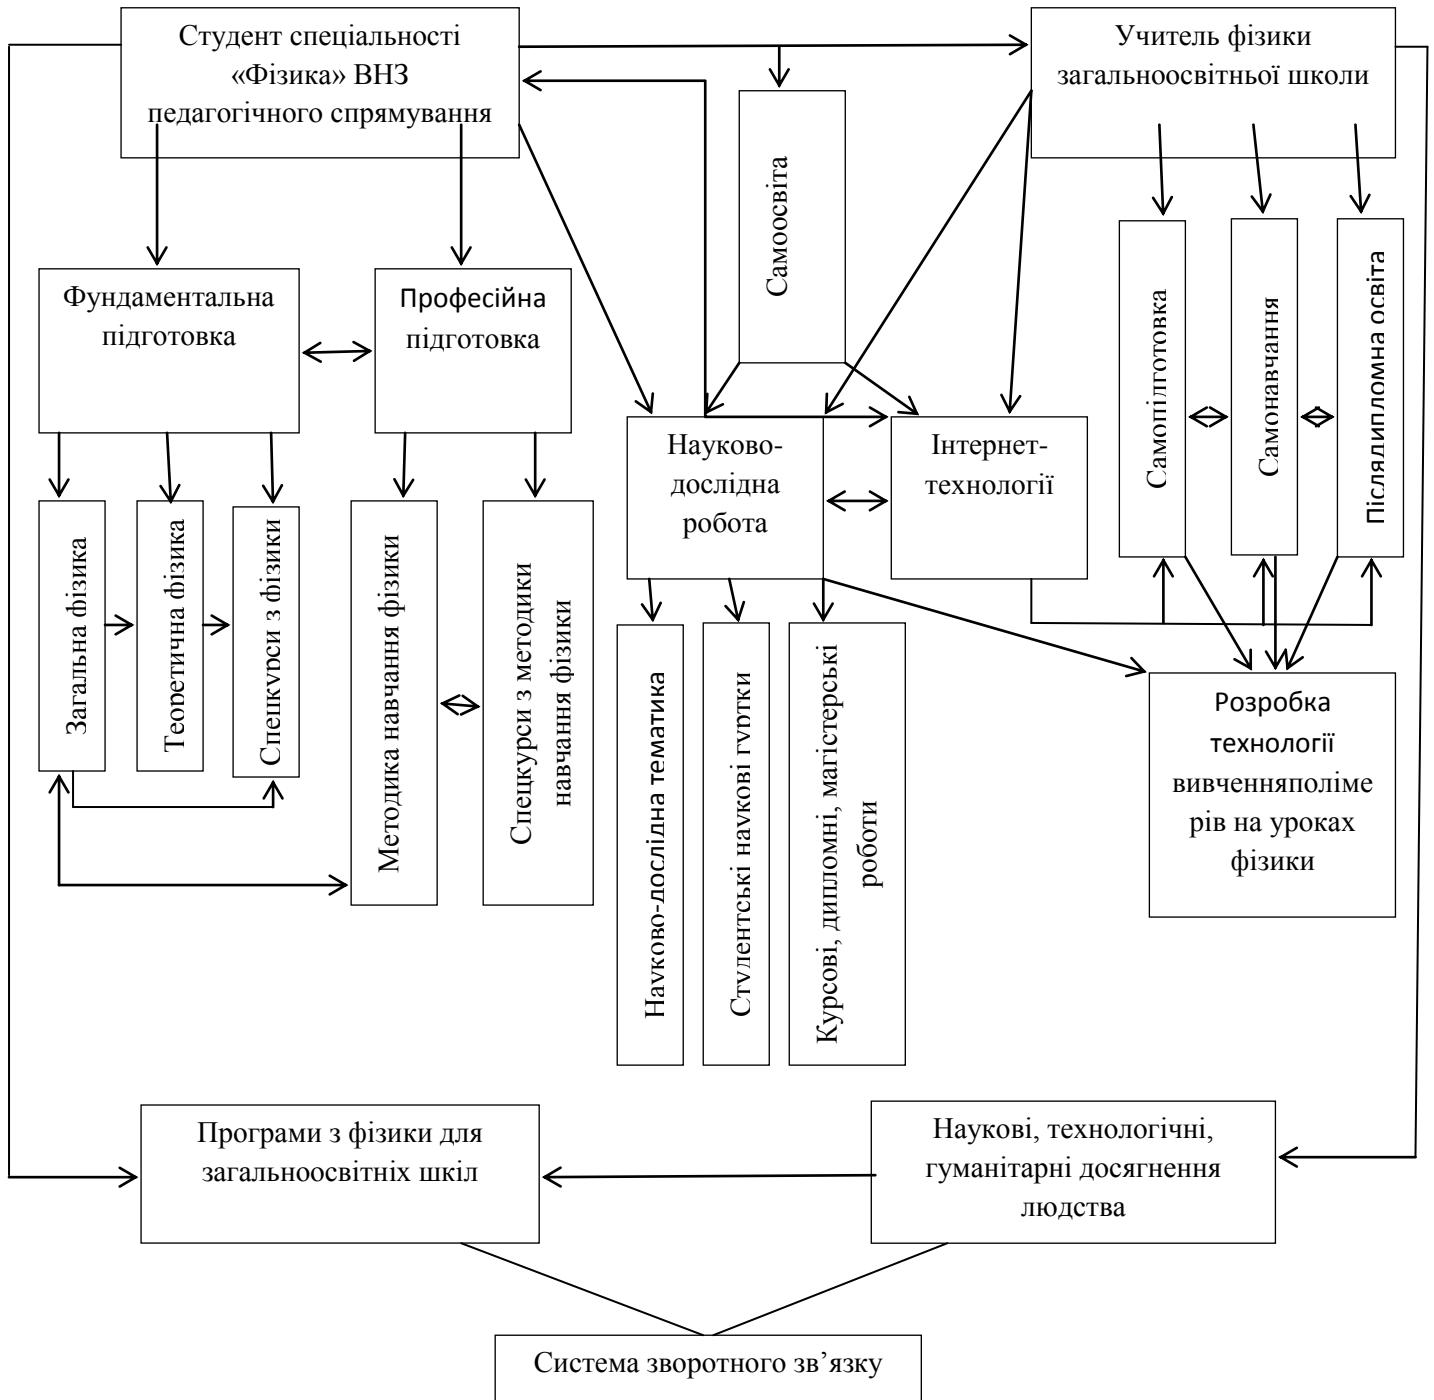 Студент спеціальності
«Фізика» ВНЗ
педагогічного спрямування
Учитель фізики
загальноосвітньої школи
Самоосвіта
Фундаментальна
підготовка
Професійна
підготовка
Науково-
дослідна
робота
Інтернет-
технології
Самопідготовка
Самонавчання
Післядипломна освіта
Загальна фізика
Теоретична фізика
Спецкурси з фізики
Методика навчання фізики
Спецкурси з методики
навчання фізики
Науково-дослідна тематика
Студентські наукові гуртки
Курсові, дипломні, магістерські
роботи
Розробка
технології
вивченняполіме
рів на уроках
фізики
Програми з фізики для
загальноосвітніх шкіл
Наукові, технологічні,
гуманітарні досягнення
людства
Система зворотного зв’язку